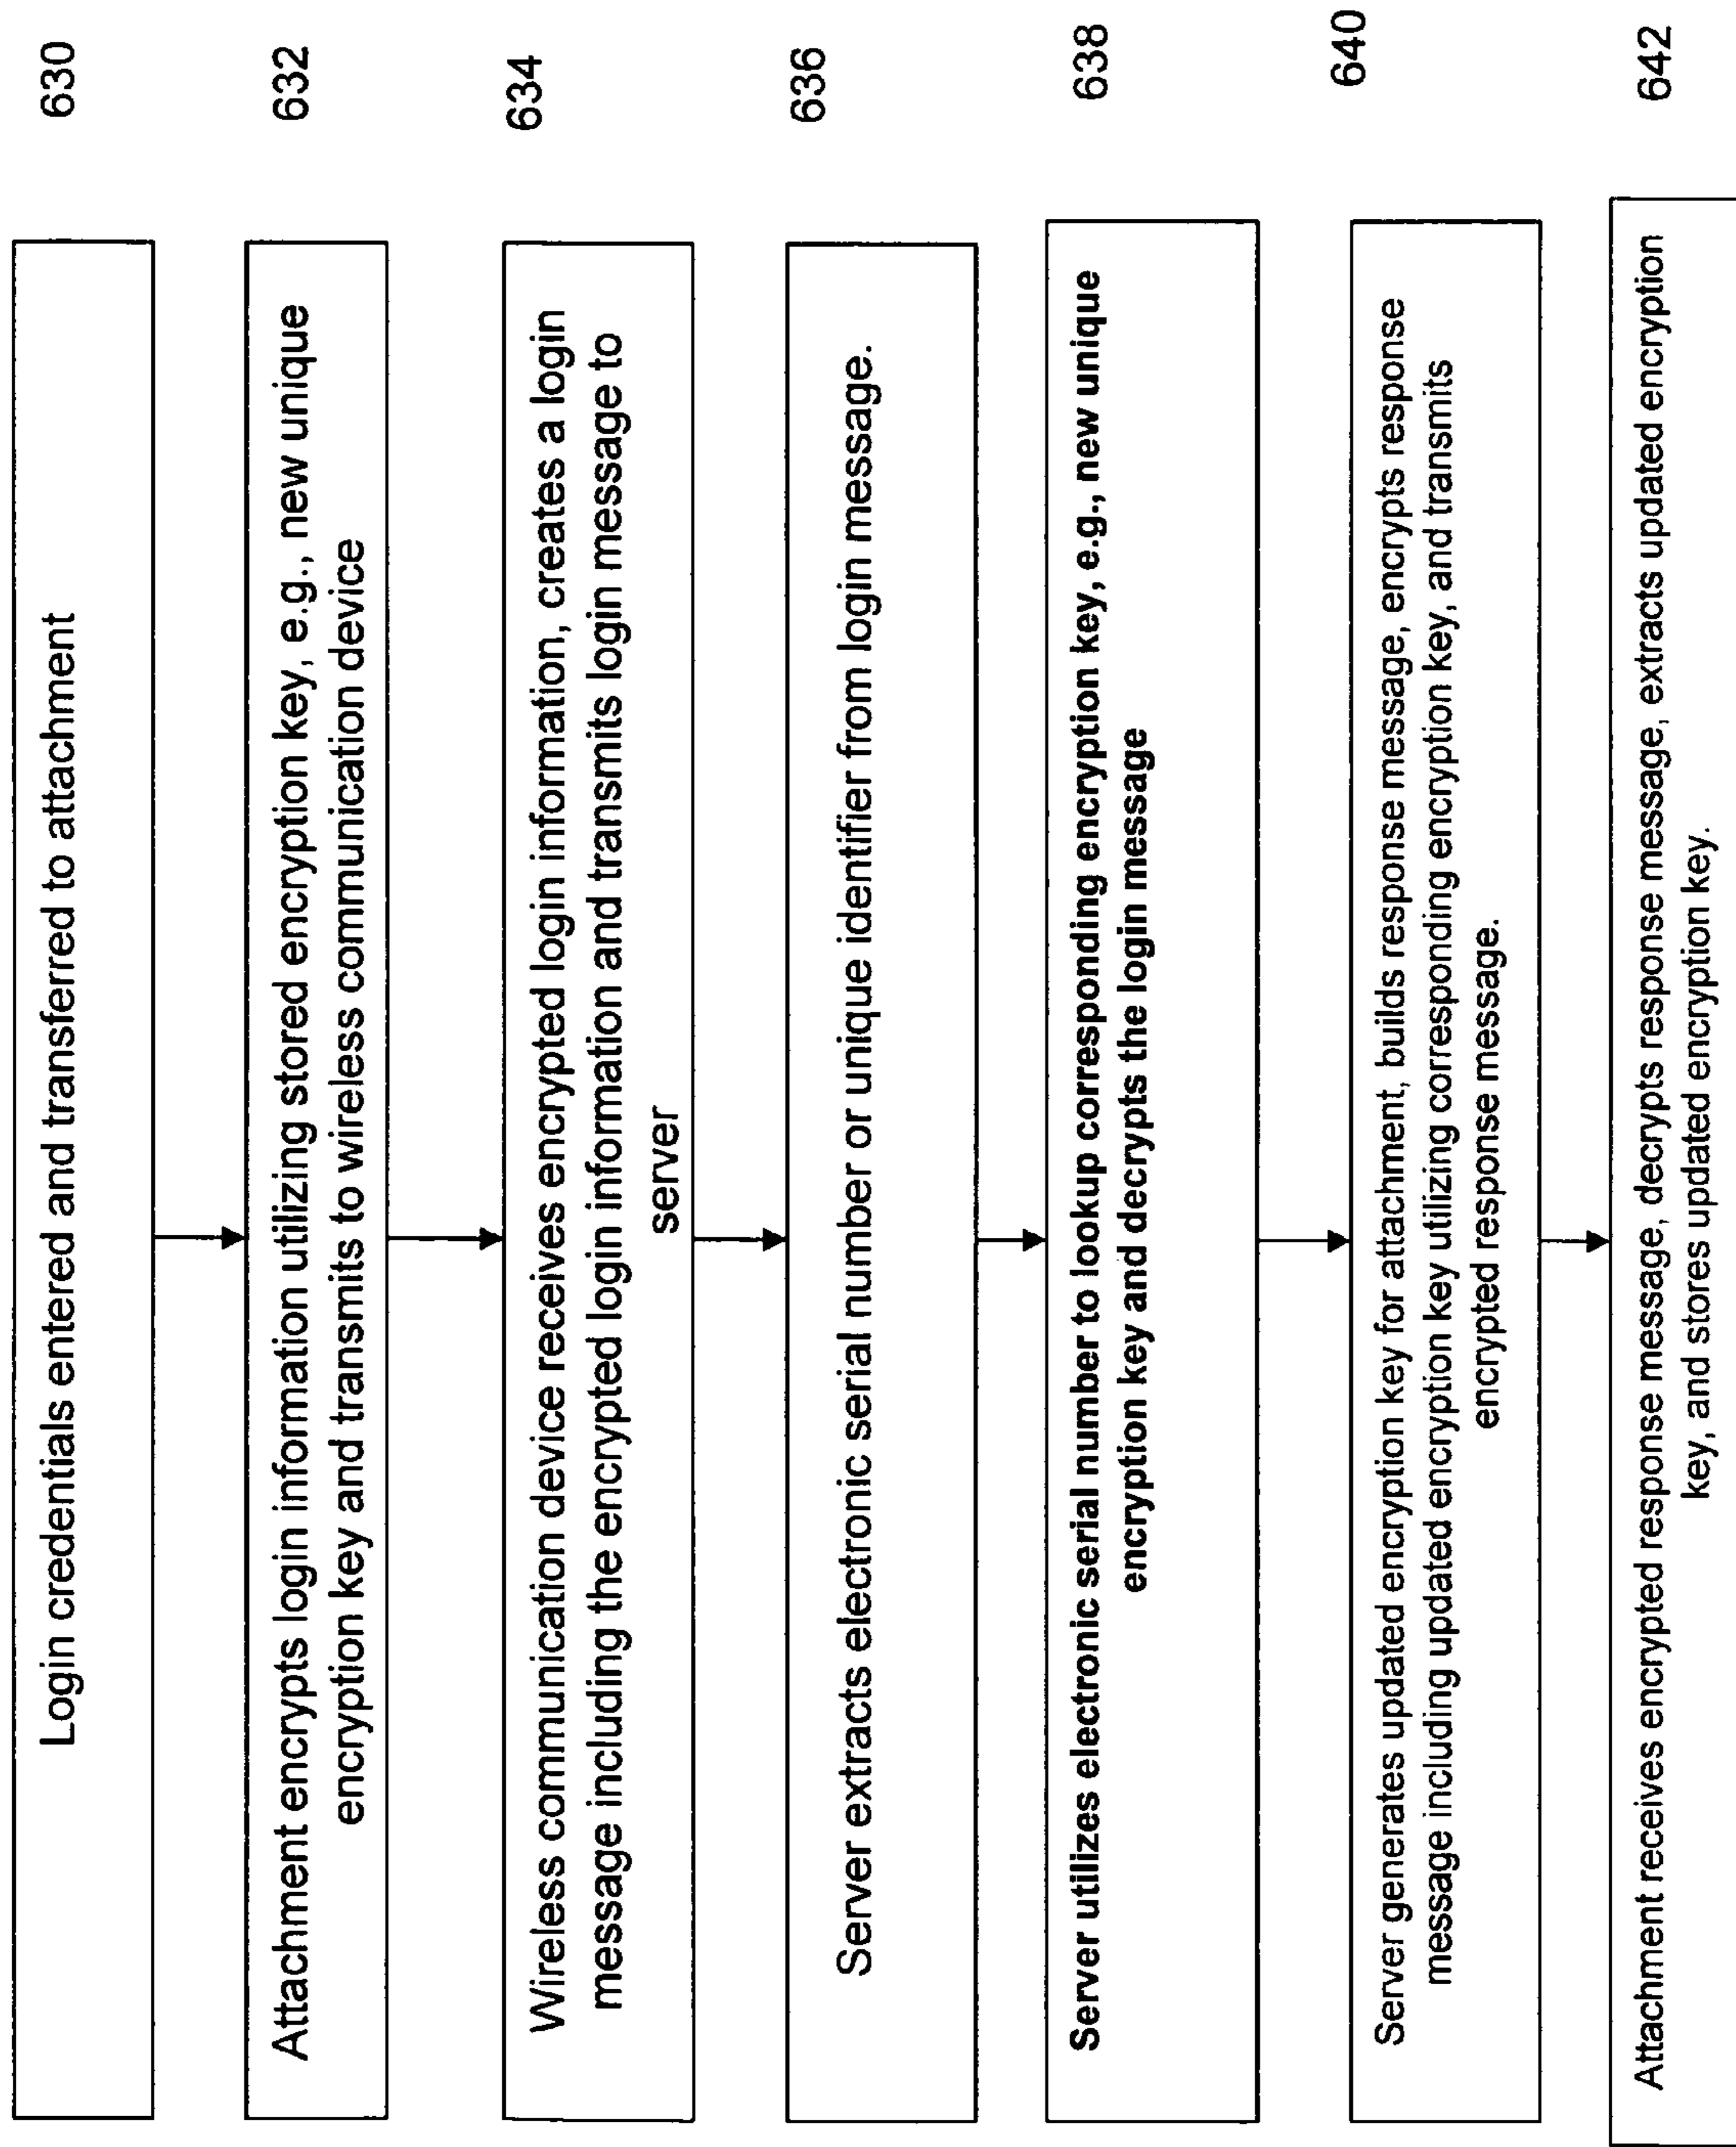 630
Login credentials entered and transferred to attachment
632
Attachment encrypts login information utilizing stored encryption key, e.g., new unique
encryption key and transmits to wireless communication device
634
Wireless communication device receives encrypted login information, creates a login
message including the encrypted login information and transmits login message to
server
636
Server extracts electronic serial number or unique identifier from login message.
638
Server utilizes electronic serial number to lookup corresponding encryption key, e.g., new unique
encryption key and decrypts the login message
640
Server generates updated encryption key for attachment, builds response message, encrypts response
message including updated encryption key utilizing corresponding encryption key, and transmits
encrypted response message.
642
Attachment receives encrypted response message, decrypts response message, extracts updated encryption
key, and stores updated encryption key.